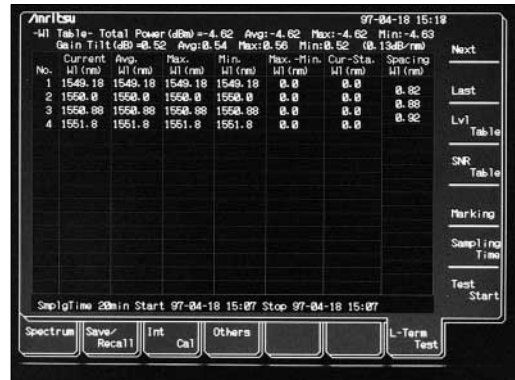 Anritsu 97-04-18 15:18
-Wl Table- Total Power(dBm)=-4.62 Avg:-4.62 Max:-4.62 Min:-4.63
Gain Tilt(dB)=0.52 Avg:0.54 Max:0.56 Min:0.52 (0.13dB/nm)
Current Avg. Max. Min. Max.-Min. Cur-Sta. Spacing
No. Wl(nm) Wl(nm) Wl(nm) Wl(nm) Wl(nm) Wl(nm) Wl(nm)
1 1549.18 1549.18 1549.18 1549.18 0.0 0.0
0.82
2 1550.0 1550.0 1550.0 1550.0 0.0 0.0
0.88
3 1550.88 1550.88 1550.88 1550.88 0.0 0.0
0.92
4 1551.8 1551.8 1551.8 1551.8 0.0 0.0
SmplgTime 20min Start 97-04-18 15:07 Stop 97-04-18 15:07
Next
Last
Lvl
Table
SNR
Table
Marking
Sampling
Time
Test
Start
Spectrum
Save/
Recall
Int
Cal
Others
L-Term
Test